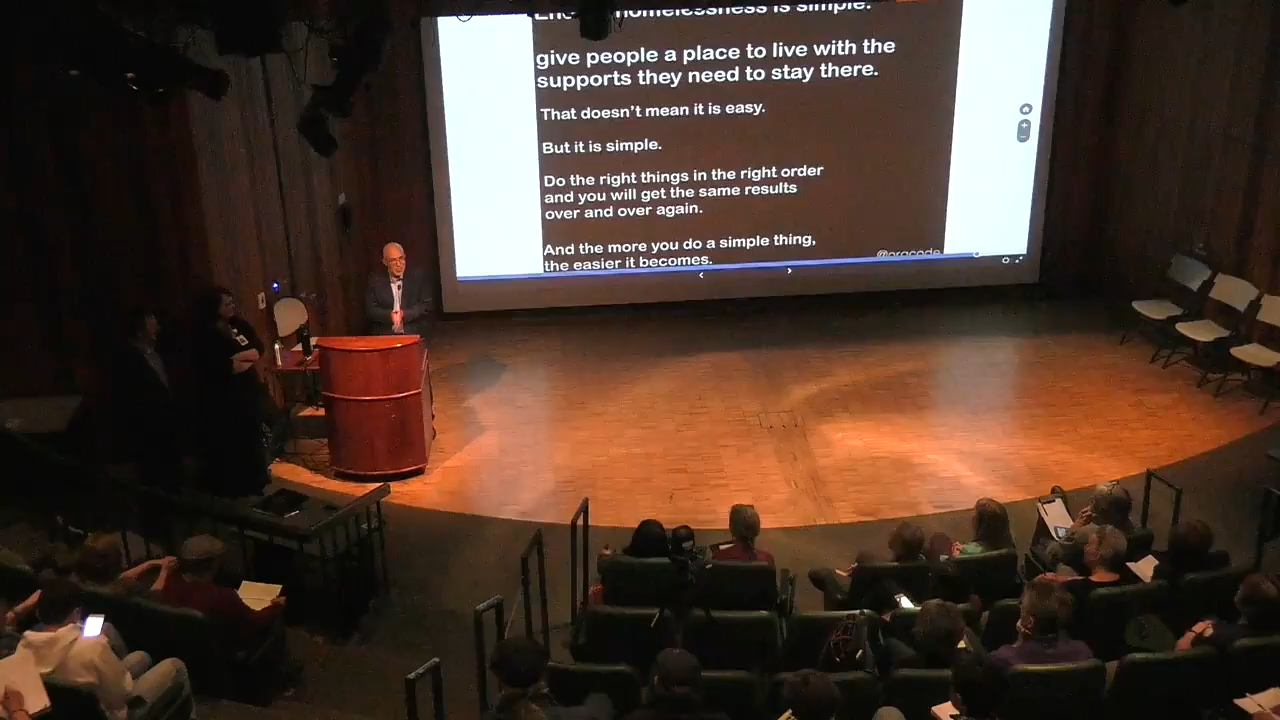 homelessness is simple.
give people a place to live with the
supports they need to stay there.
That doesn't mean it is easy.
But it is simple.
Do the right things in the right order
and you will get the same results
over and over again.
And the more you do a simple thing,
the easier it becomes.
@orgcode